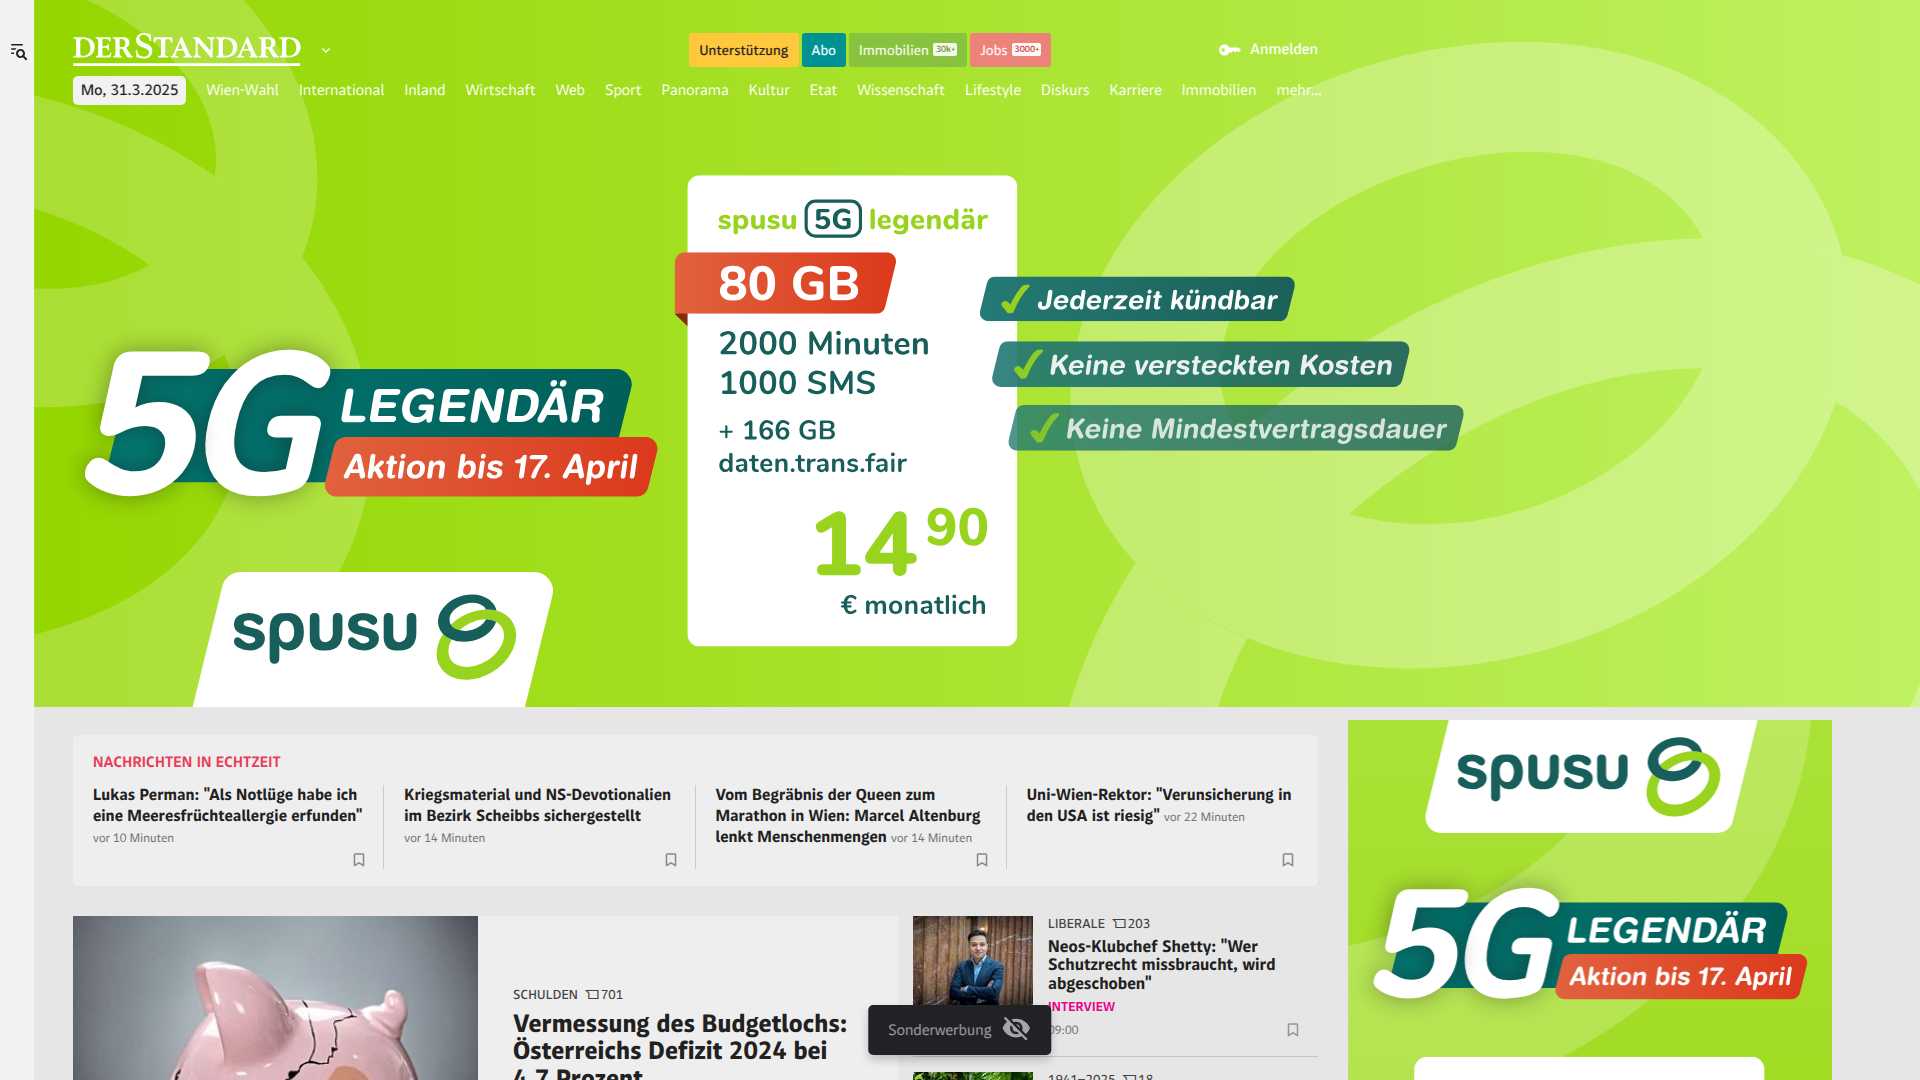 DERSTANDARD
Unterstützung
Abo
Immobilien 30k+
Jobs 3000+
Anmelden
Mo, 31.3.2025
Wien-Wahl
International
Inland
Wirtschaft
Web
Sport
Panorama
Kultur
Etat
Wissenschaft
Lifestyle
Diskurs
Karriere
Immobilien
mehr...
5G LEGENDÄR
Aktion bis 17. April
spusu
spusu 5G legendär
80 GB
2000 Minuten
1000 SMS
+ 166 GB
daten.trans.fair
14 90
€ monatlich
Jederzeit kündbar
Keine versteckten Kosten
Keine Mindestvertragsdauer
NACHRICHTEN IN ECHTZEIT
Lukas Perman: "Als Notlüge habe ich
eine Meeresfrüchteallergie erfunden"
vor 10 Minuten
Kriegsmaterial und NS-Devotionalien
im Bezirk Scheibbs sichergestellt
vor 14 Minuten
Vom Begräbnis der Queen zum
Marathon in Wien: Marcel Altenburg
lenkt Menschenmengen vor 14 Minuten
Uni-Wien-Rektor: "Verunsicherung in
den USA ist riesig" vor 22 Minuten
SCHULDEN 701
Vermessung des Budgetlochs:
Österreichs Defizit 2024 bei
4,7 Prozent
LIBERALE 203
Neos-Klubchef Shetty: "Wer
Schutzrecht missbraucht, wird
abgeschoben"
INTERVIEW
09:00
1941–2025 18
Sonderwerbung
spusu
5G LEGENDÄR
Aktion bis 17. April